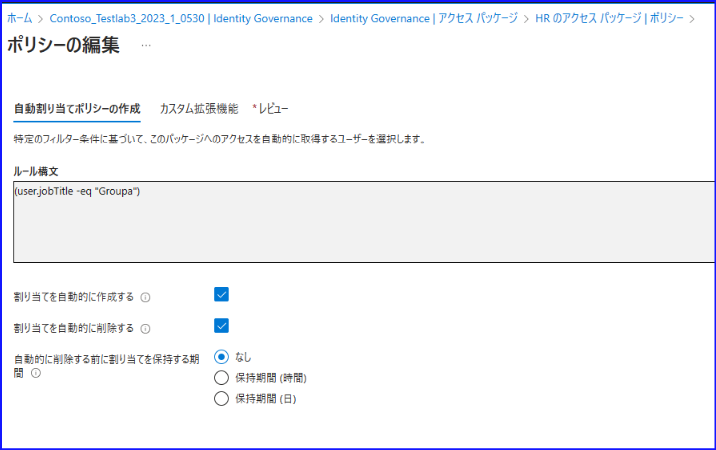 ホーム > Contoso_Testlab3_2023_1_0530 | Identity Governance > Identity Governance | アクセス パッケージ > HR のアクセス パッケージ | ポリシー >
ポリシーの編集 …
自動割り当てポリシーの作成 カスタム拡張機能 * レビュー
特定のフィルター条件に基づいて、このパッケージへのアクセスを自動的に取得するユーザーを選択します。
ルール構文
(user.jobTitle -eq "Groupa")
割り当てを自動的に作成する
割り当てを自動的に削除する
自動的に削除する前に割り当てを保持する期
間
なし
保持期間 (時間)
保持期間 (日)